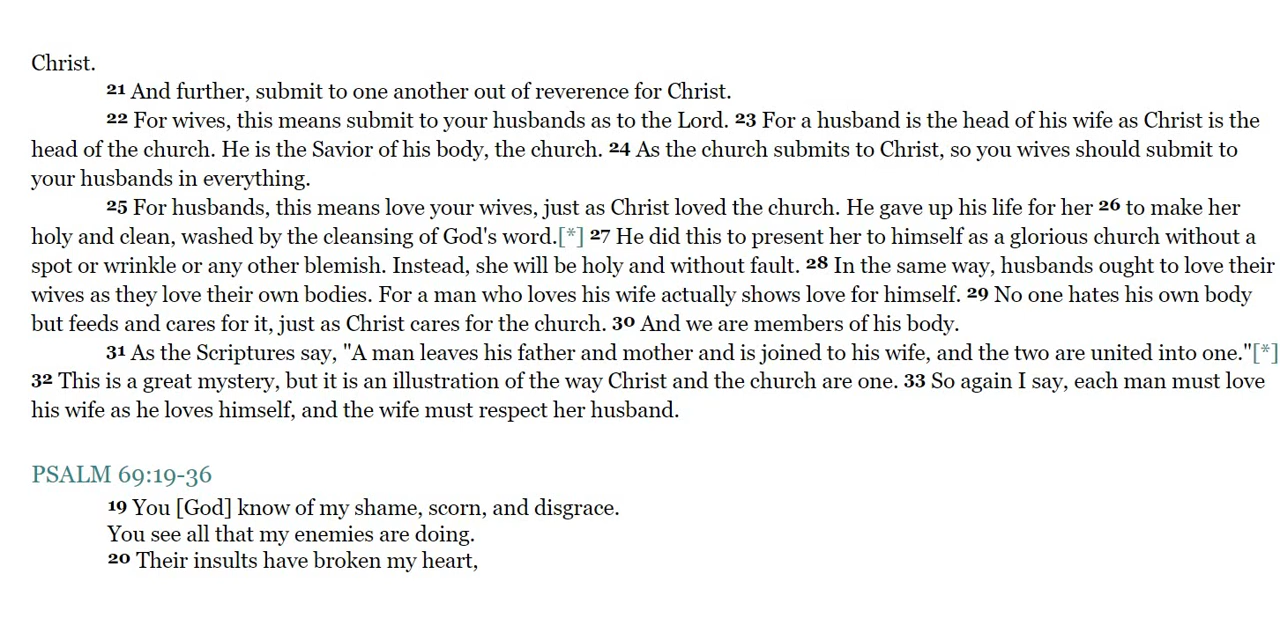 Christ.
21 And further, submit to one another out of reverence for Christ.
22 For wives, this means submit to your husbands as to the Lord. 23 For a husband is the head of his wife as Christ is the
head of the church. He is the Savior of his body, the church. 24 As the church submits to Christ, so you wives should submit to
your husbands in everything.
25 For husbands, this means love your wives, just as Christ loved the church. He gave up his life for her 26 to make her
holy and clean, washed by the cleansing of God's word.[*] 27 He did this to present her to himself as a glorious church without a
spot or wrinkle or any other blemish. Instead, she will be holy and without fault. 28 In the same way, husbands ought to love their
wives as they love their own bodies. For a man who loves his wife actually shows love for himself. 29 No one hates his own body
but feeds and cares for it, just as Christ cares for the church. 30 And we are members of his body.
31 As the Scriptures say, "A man leaves his father and mother and is joined to his wife, and the two are united into one."[*]
32 This is a great mystery, but it is an illustration of the way Christ and the church are one. 33 So again I say, each man must love
his wife as he loves himself, and the wife must respect her husband.
PSALM 69:19-36
19 You [God] know of my shame, scorn, and disgrace.
You see all that my enemies are doing.
20 Their insults have broken my heart,